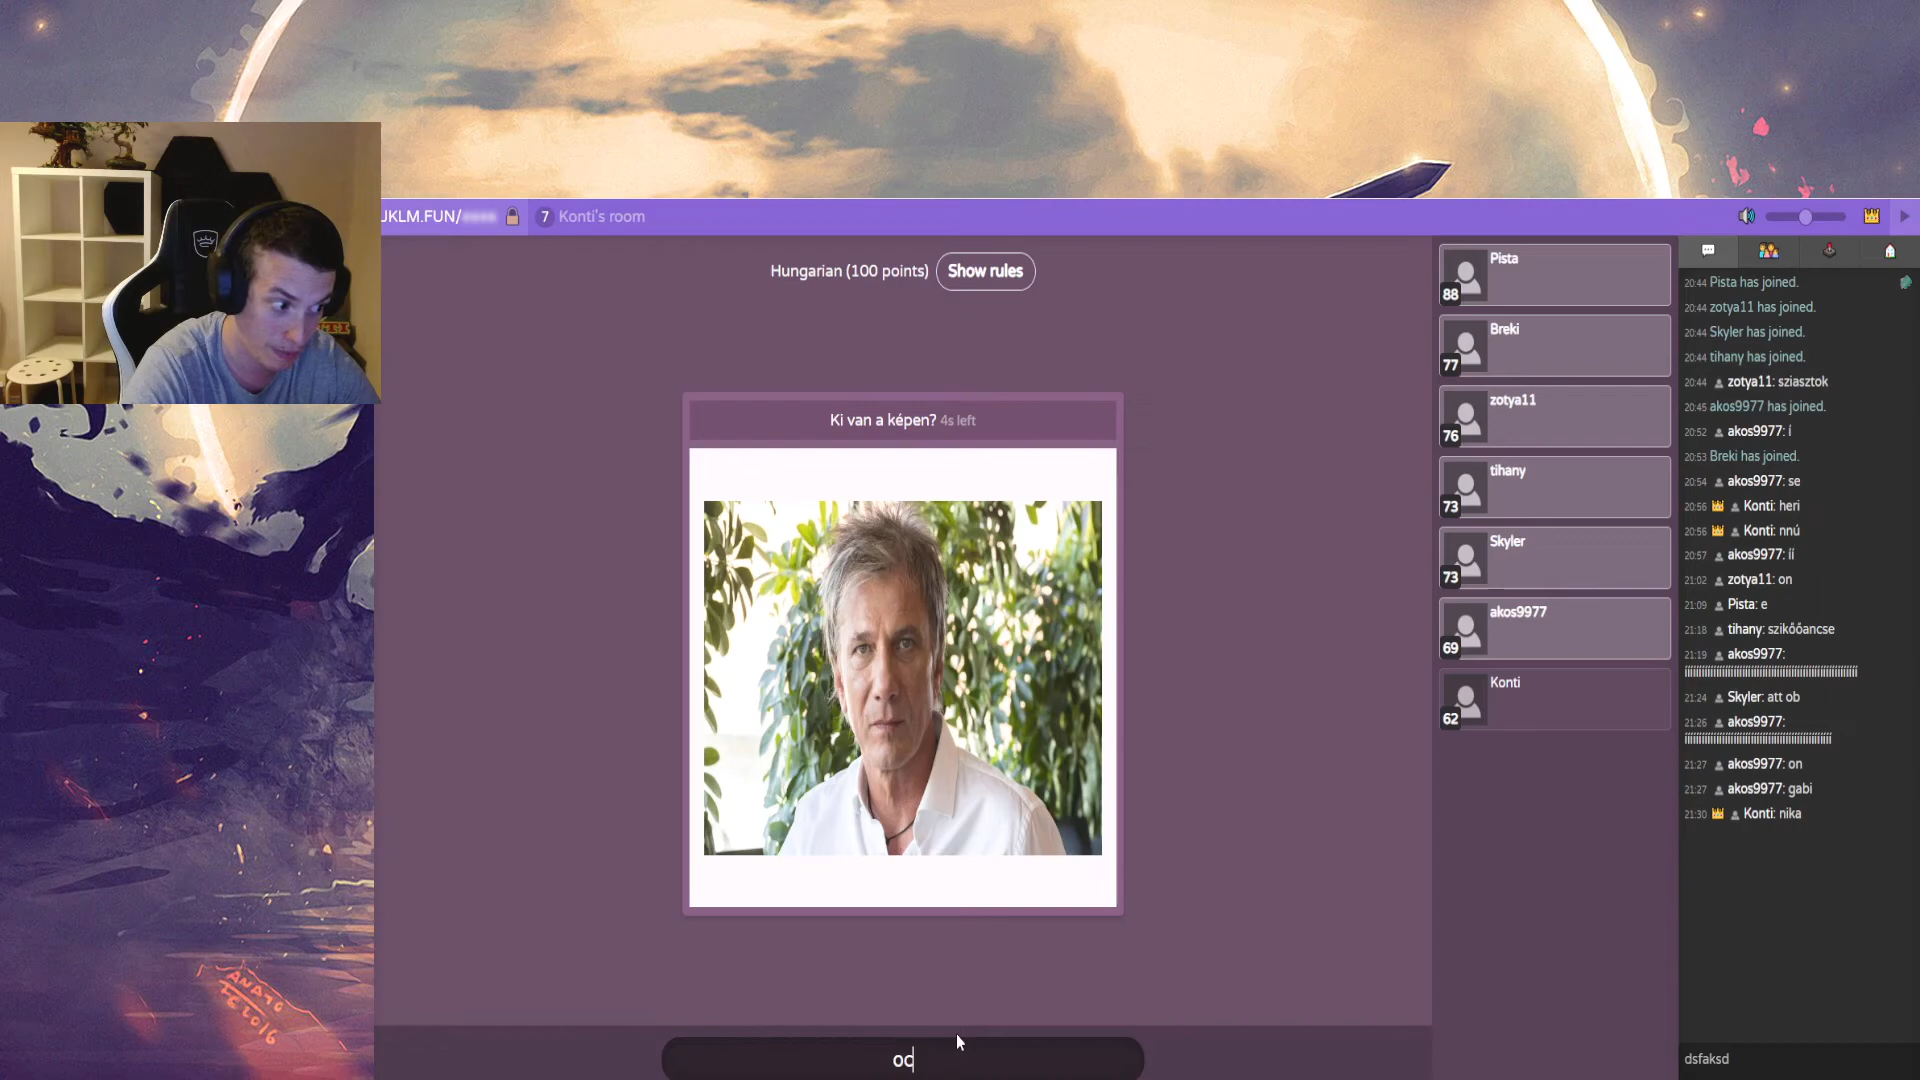 JKLM.FUN/
7 Konti's room
Hungarian (100 points) Show rules
Ki van a képen? 4s left
oc
Pista
88
Breki
77
zotya11
76
tihany
73
Skyler
73
akos9977
69
Konti
62
20:44 Pista has joined.
20:44 zotya11 has joined.
20:44 Skyler has joined.
20:44 tihany has joined.
20:44 zotya11: sziasztok
20:45 akos9977 has joined.
20:52 akos9977: í
20:53 Breki has joined.
20:54 akos9977: se
20:56 Konti: heri
20:56 Konti: nnú
20:57 akos9977: íí
21:02 zotya11: on
21:09 Pista: e
21:18 tihany: szikőőancse
21:19 akos9977:
21:24 Skyler: att ob
21:26 akos9977:
21:27 akos9977: on
21:27 akos9977: gabi
21:30 Konti: nika
dsfaksd
ANATO
2016